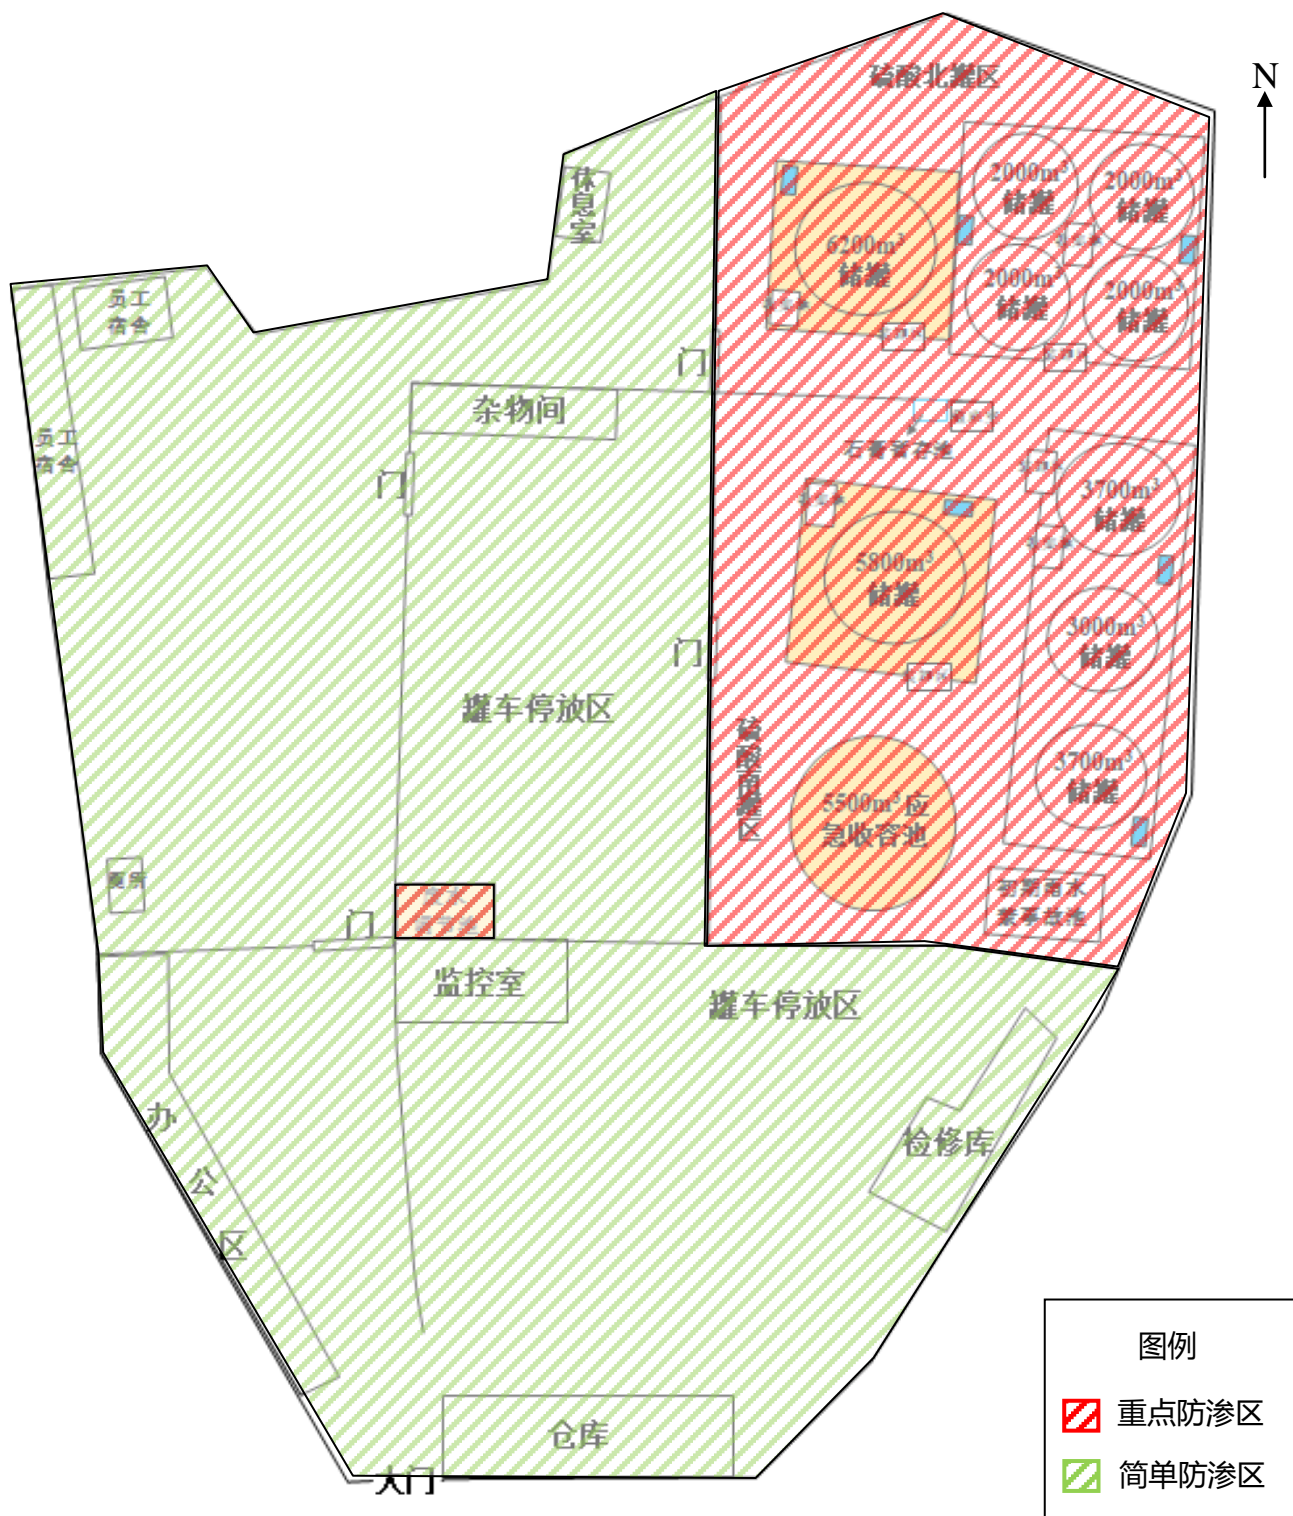 硫酸北罐区
N
2000m³
储罐
2000m³
储罐
休息室
6200m³
储罐
2000m³
储罐
2000m³
储罐
员工
宿舍
门
杂物间
石膏暂存池
员工
宿舍
门
3700m³
储罐
5800m³
储罐
3000m³
储罐
门
罐车停放区
硫酸南罐区
3700m³
储罐
5500m³应
急收容池
厕所
初期雨水
兼事故池
门
监控室
罐车停放区
办公区
检修库
仓库
大门
图例
重点防渗区
简单防渗区